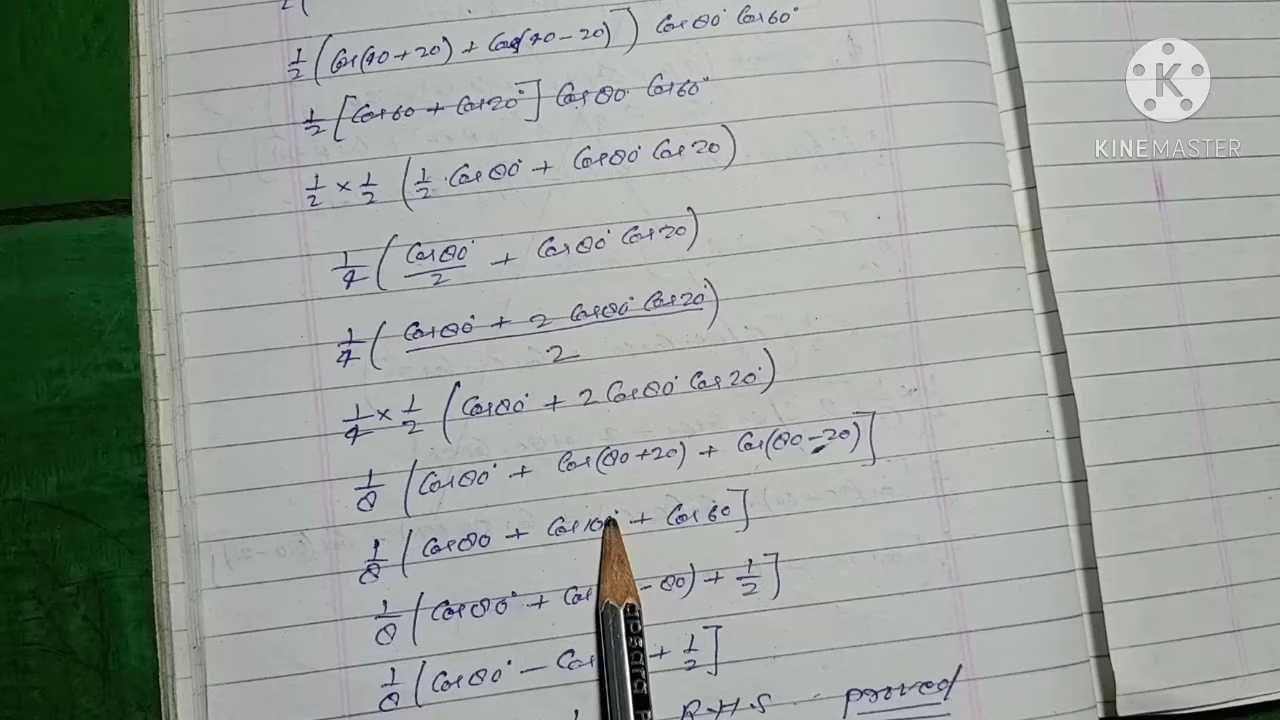 1/2 (Cos(40+20) + Cos(40-20)) Cos80° Cos60°
1/2 [Cos60 + Cos20°] Cos80 Cos60°
1/2 × 1/2 (1/2 . Cos80° + Cos80° Cos20)
1/4 (Cos80°/2 + Cos80° Cos20)
1/4 (Cos80° + 2 Cos80° Cos20° / 2)
1/4 × 1/2 (Cos80° + 2 Cos80° Cos20°)
1/8 (Cos80° + Cos(80+20) + Cos(80-20)]
1/8 (Cos80 + Cos100° + Cos60]
1/8 [Cos80° + Cos - 80) + 1/2]
1/8 (Cos80° - Cos + 1/2]
R.H.S proved
K
KINEMASTER
psara